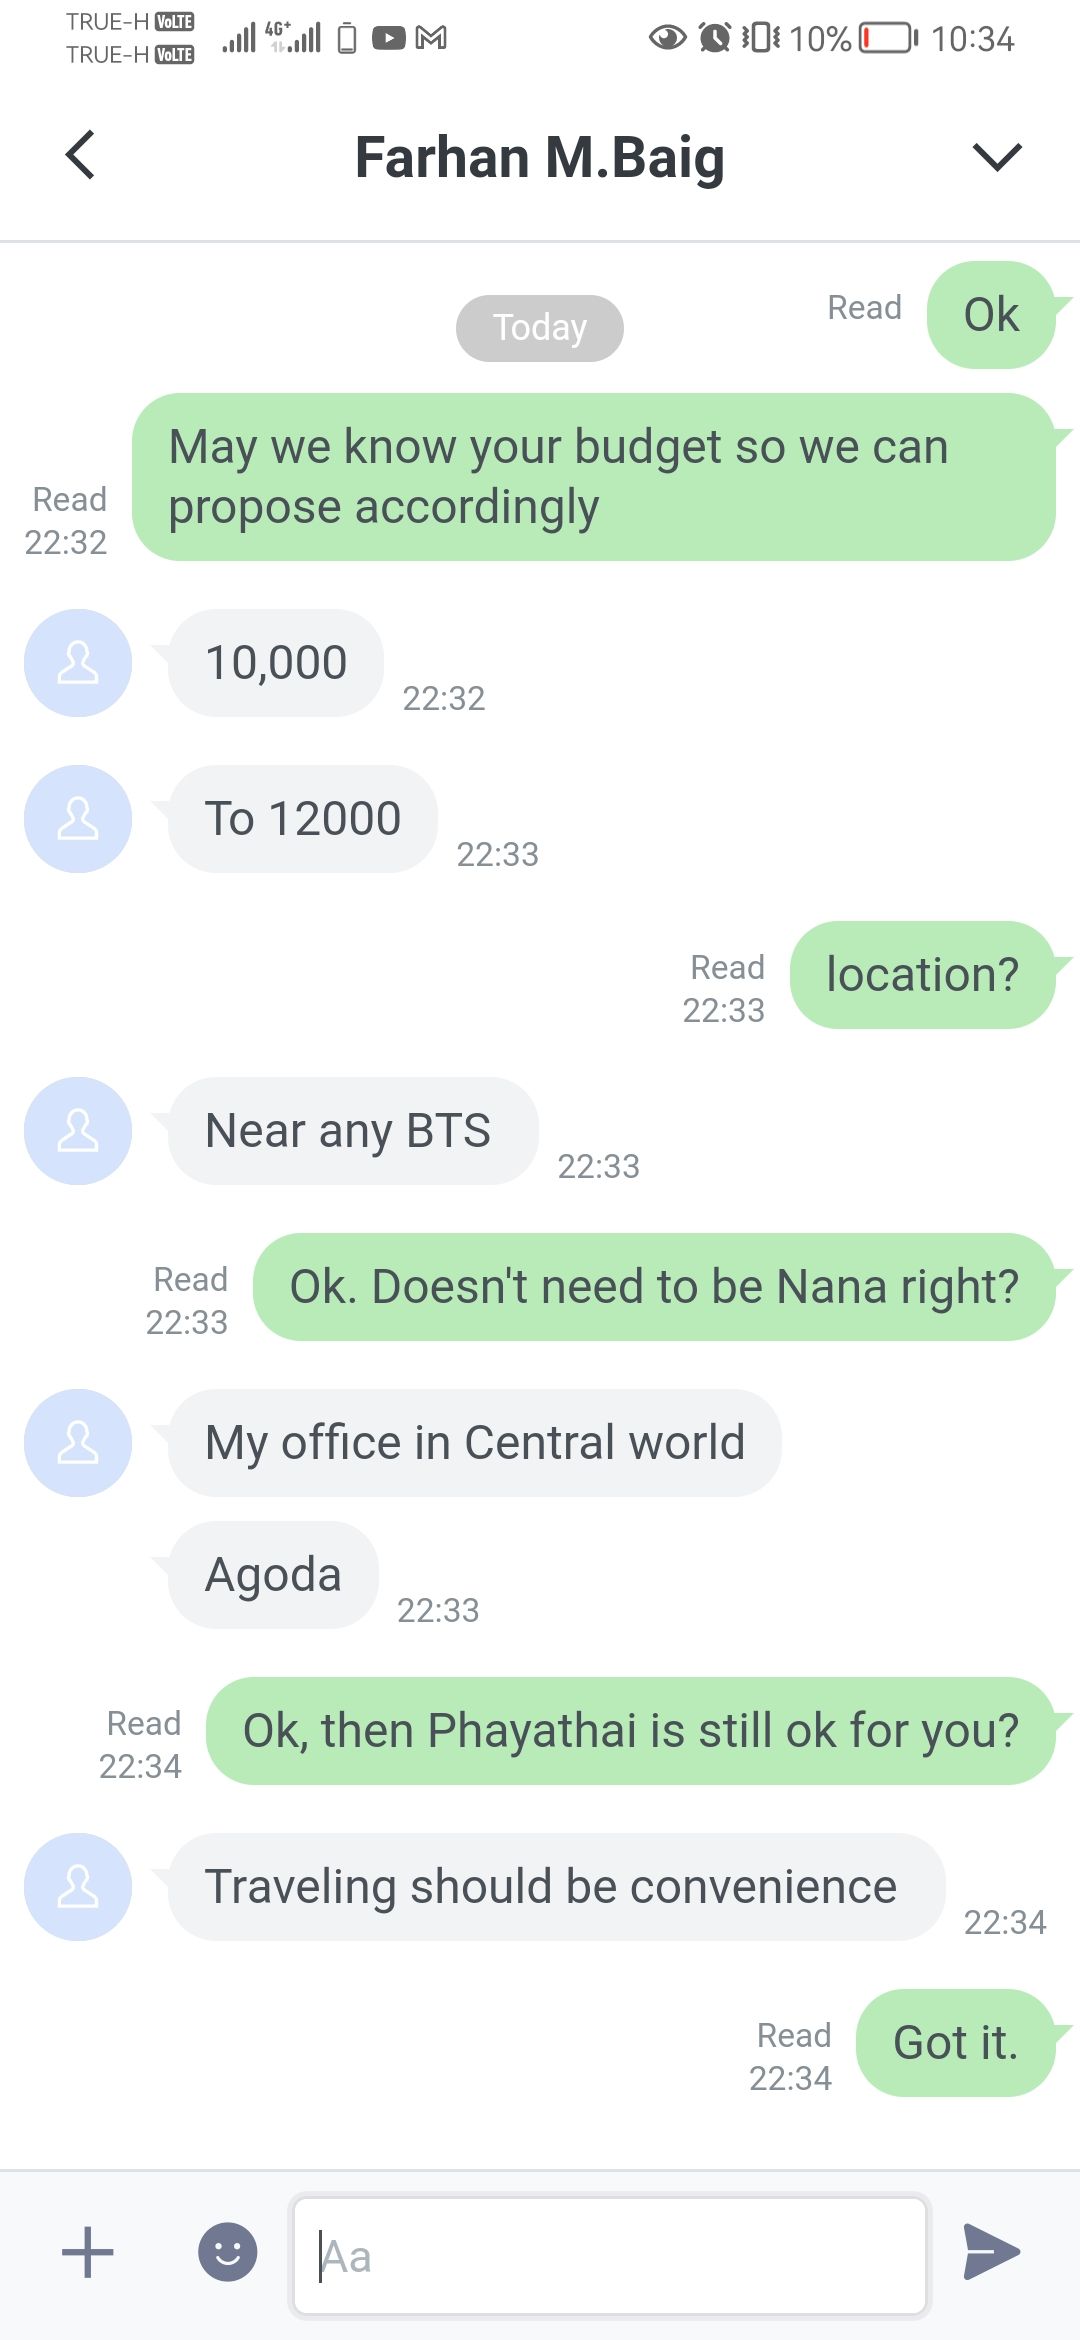 TRUE-H VoLTE
TRUE-H VoLTE
4G+
10%
10:34
Farhan M.Baig
Today
Read
Ok
May we know your budget so we can
propose accordingly
Read
22:32
10,000
22:32
To 12000
22:33
Read
22:33
location?
Near any BTS
22:33
Read
22:33
Ok. Doesn't need to be Nana right?
My office in Central world
Agoda
22:33
Read
22:34
Ok, then Phayathai is still ok for you?
Traveling should be convenience
22:34
Read
22:34
Got it.
Aa